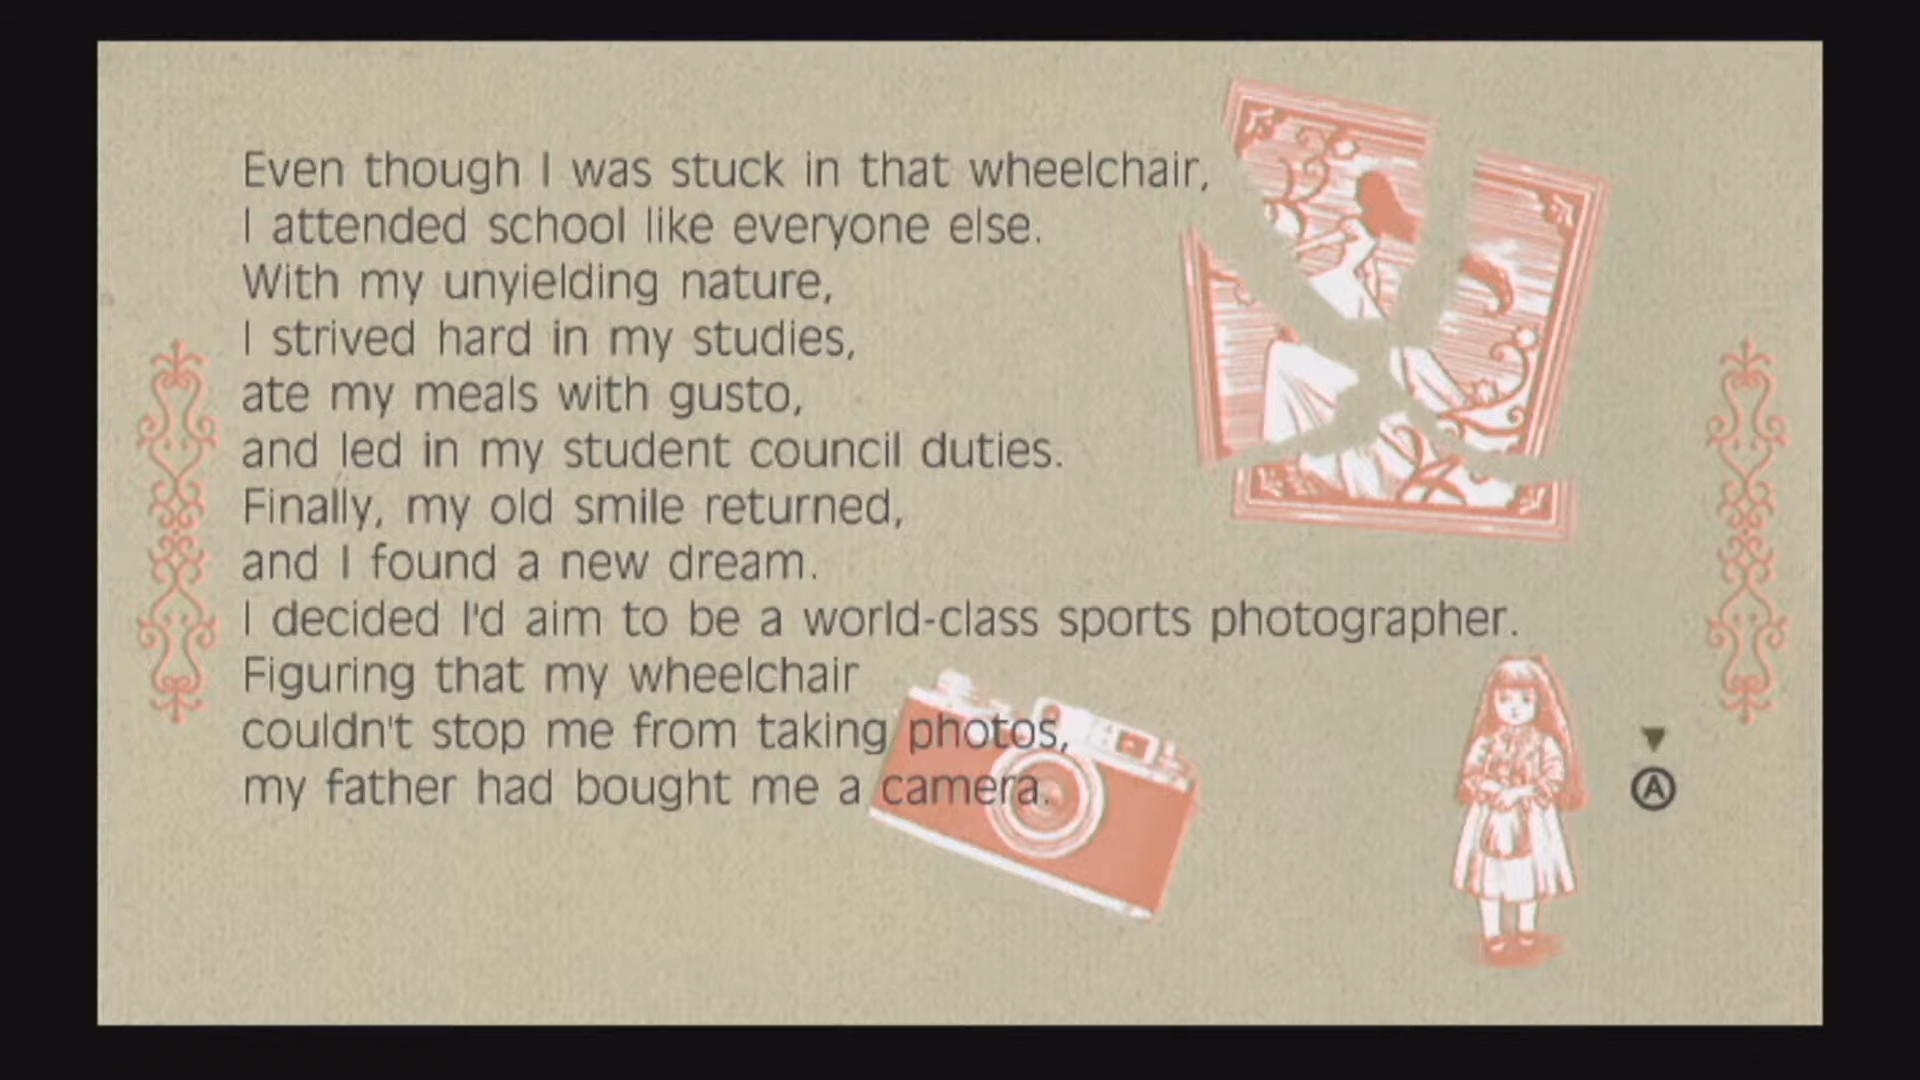 Even though I was stuck in that wheelchair,
I attended school like everyone else.
With my unyielding nature,
I strived hard in my studies,
ate my meals with gusto,
and led in my student council duties.
Finally, my old smile returned,
and I found a new dream.
I decided I'd aim to be a world-class sports photographer.
Figuring that my wheelchair
couldn't stop me from taking photos,
my father had bought me a camera.
A